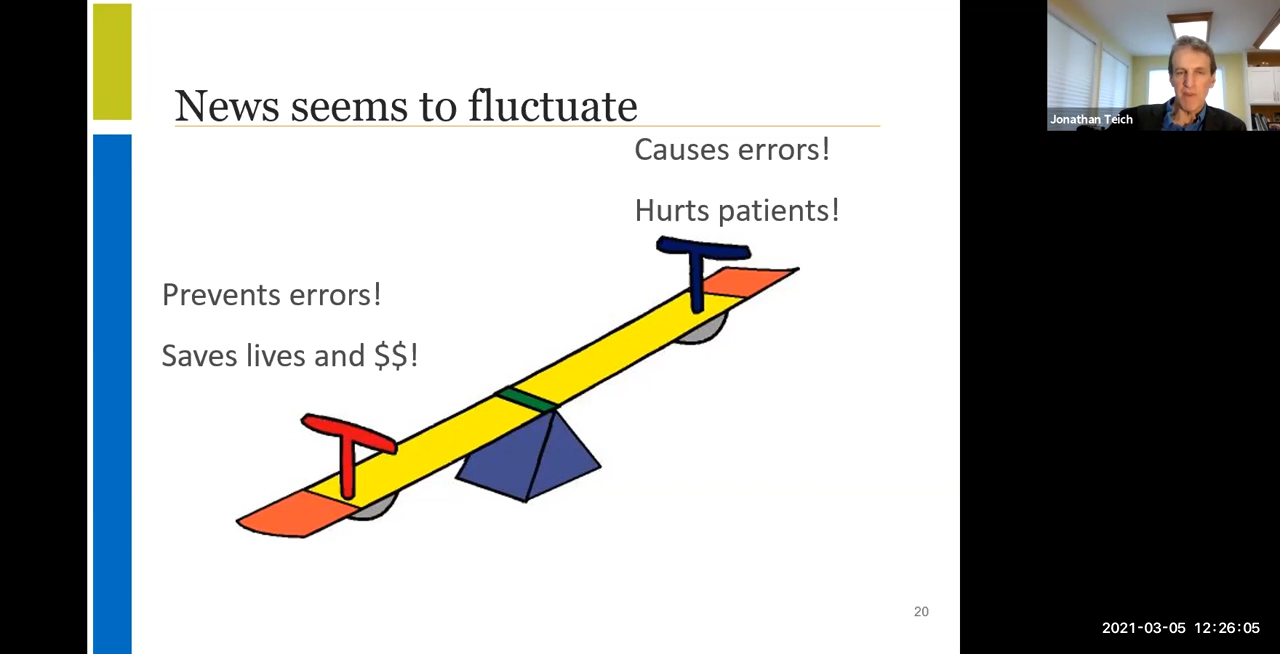 News seems to fluctuate
Causes errors!
Hurts patients!
Prevents errors!
Saves lives and $$!
20
Jonathan Teich
2021-03-05 12:26:05